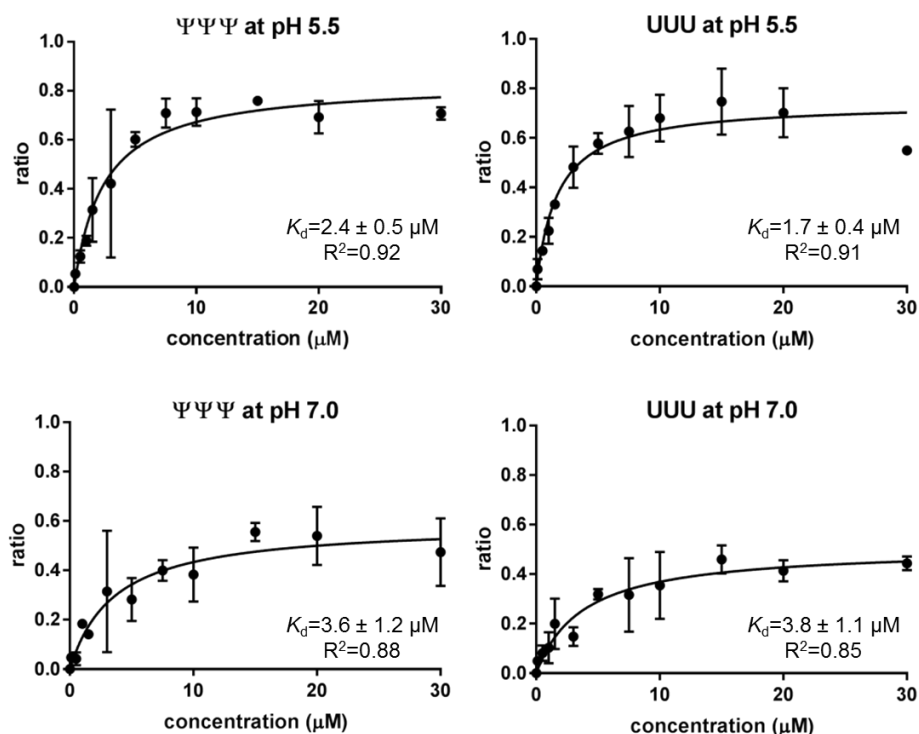 ΨΨΨ at pH 5.5
1.0
0.8
0.6
0.4
0.2
0.0
ratio
K_d=2.4 ± 0.5 µM
R²=0.92
0 10 20 30
concentration (µM)
UUU at pH 5.5
1.0
0.8
0.6
0.4
0.2
0.0
ratio
K_d=1.7 ± 0.4 µM
R²=0.91
0 10 20 30
concentration (µM)
ΨΨΨ at pH 7.0
1.0
0.8
0.6
0.4
0.2
0.0
ratio
K_d=3.6 ± 1.2 µM
R²=0.88
0 10 20 30
concentration (µM)
UUU at pH 7.0
1.0
0.8
0.6
0.4
0.2
0.0
ratio
K_d=3.8 ± 1.1 µM
R²=0.85
0 10 20 30
concentration (µM)